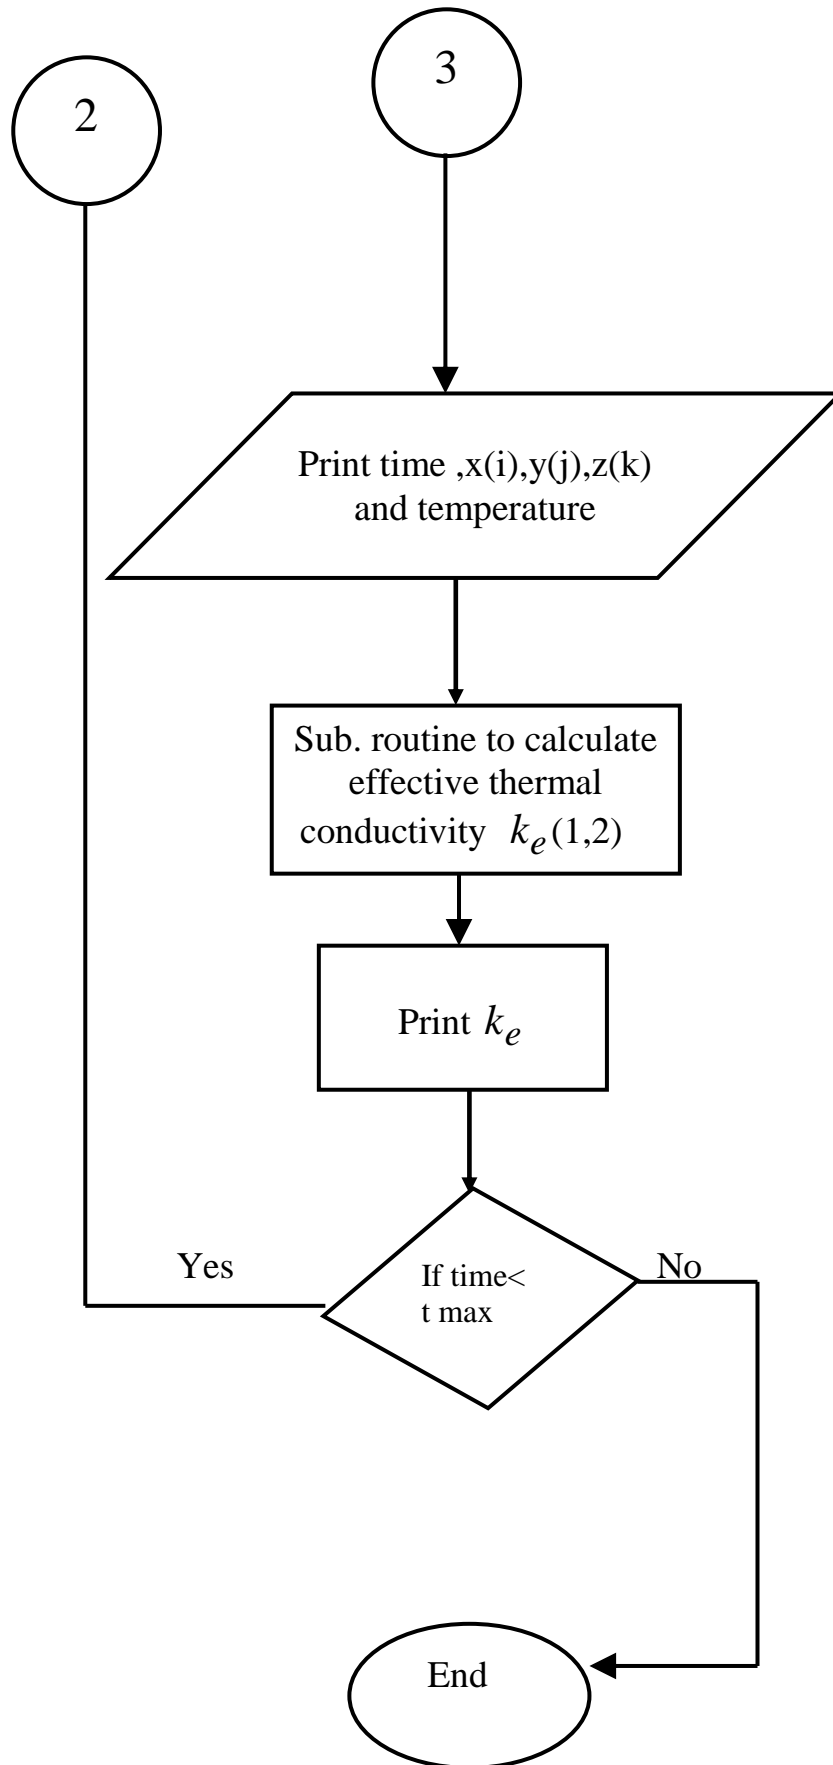 3
2
Print time ,x(i),y(j),z(k)
and temperature
Sub. routine to calculate
effective thermal
conductivity k_e(1,2)
Print k_e
Yes
If time<
t max
No
End